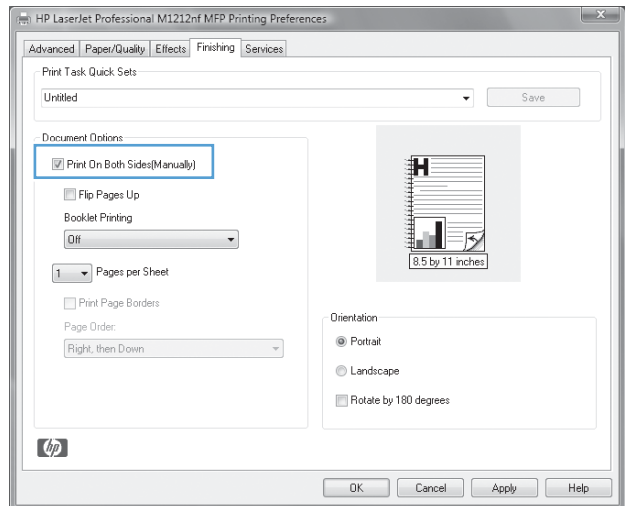 HP LaserJet Professional M1212nf MFP Printing Preferences
X
Advanced Paper/Quality Effects Finishing Services
Print Task Quick Sets
Untitled Save
Document Options
Print On Both Sides(Manually)
Flip Pages Up
Booklet Printing
Off
1 Pages per Sheet
Print Page Borders
Page Order:
Right, then Down
H
8.5 by 11 inches
Orientation
Portrait
Landscape
Rotate by 180 degrees
hp
OK Cancel Apply Help